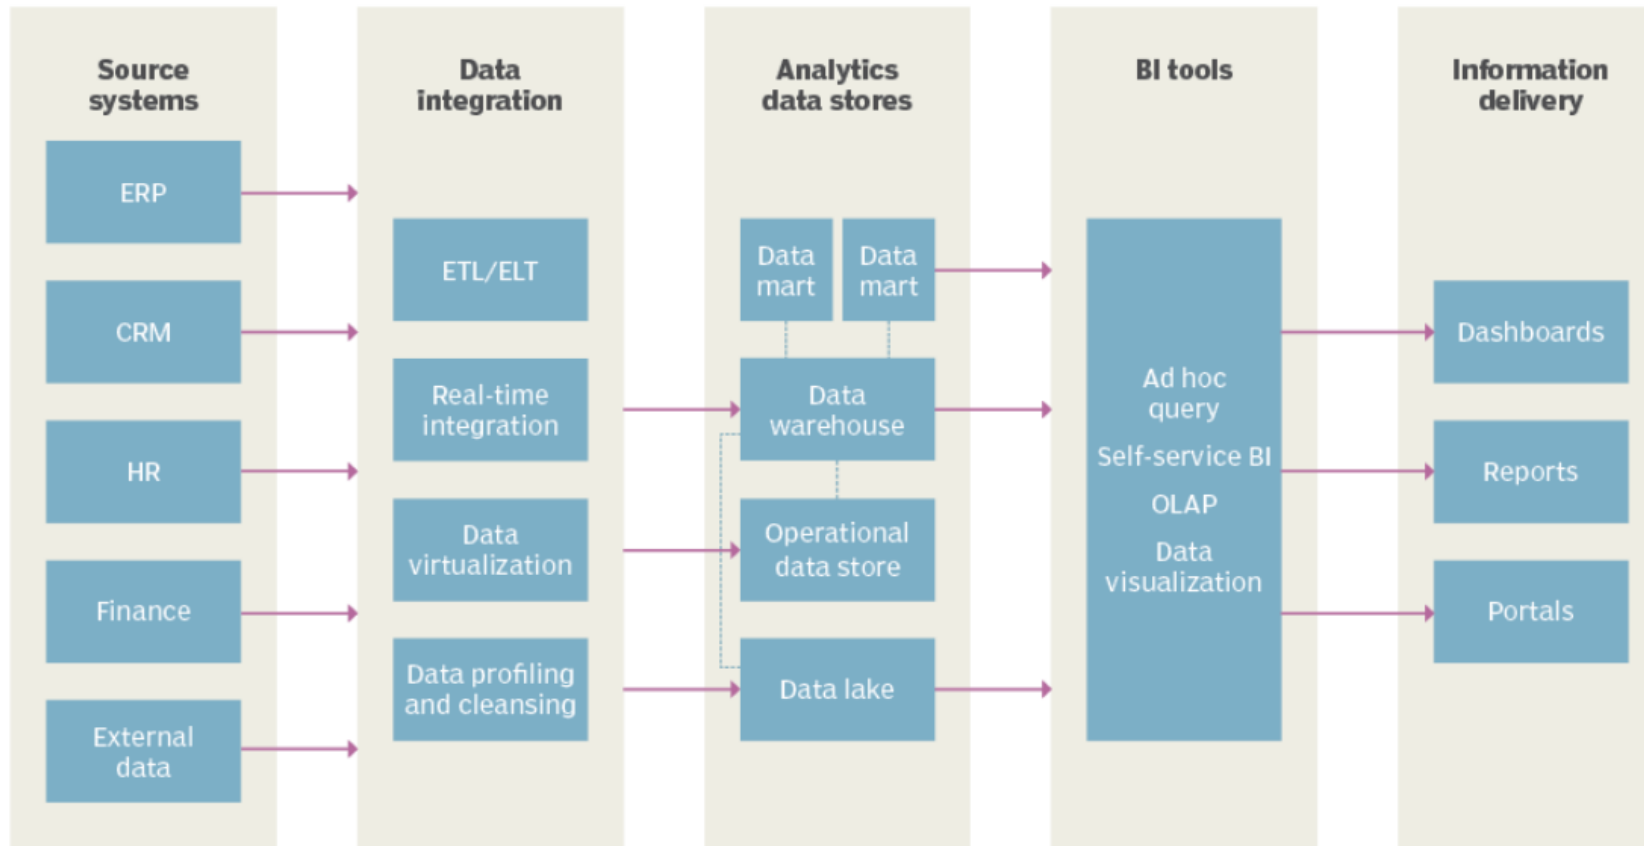 Source
systems
ERP
CRM
HR
Finance
External
data
Data
integration
ETL/ELT
Real-time
integration
Data
virtualization
Data profiling
and cleansing
Analytics
data stores
Data
mart
Data
mart
Data
warehouse
Operational
data store
Data lake
BI tools
Ad hoc
query
Self-service BI
OLAP
Data
visualization
Information
delivery
Dashboards
Reports
Portals